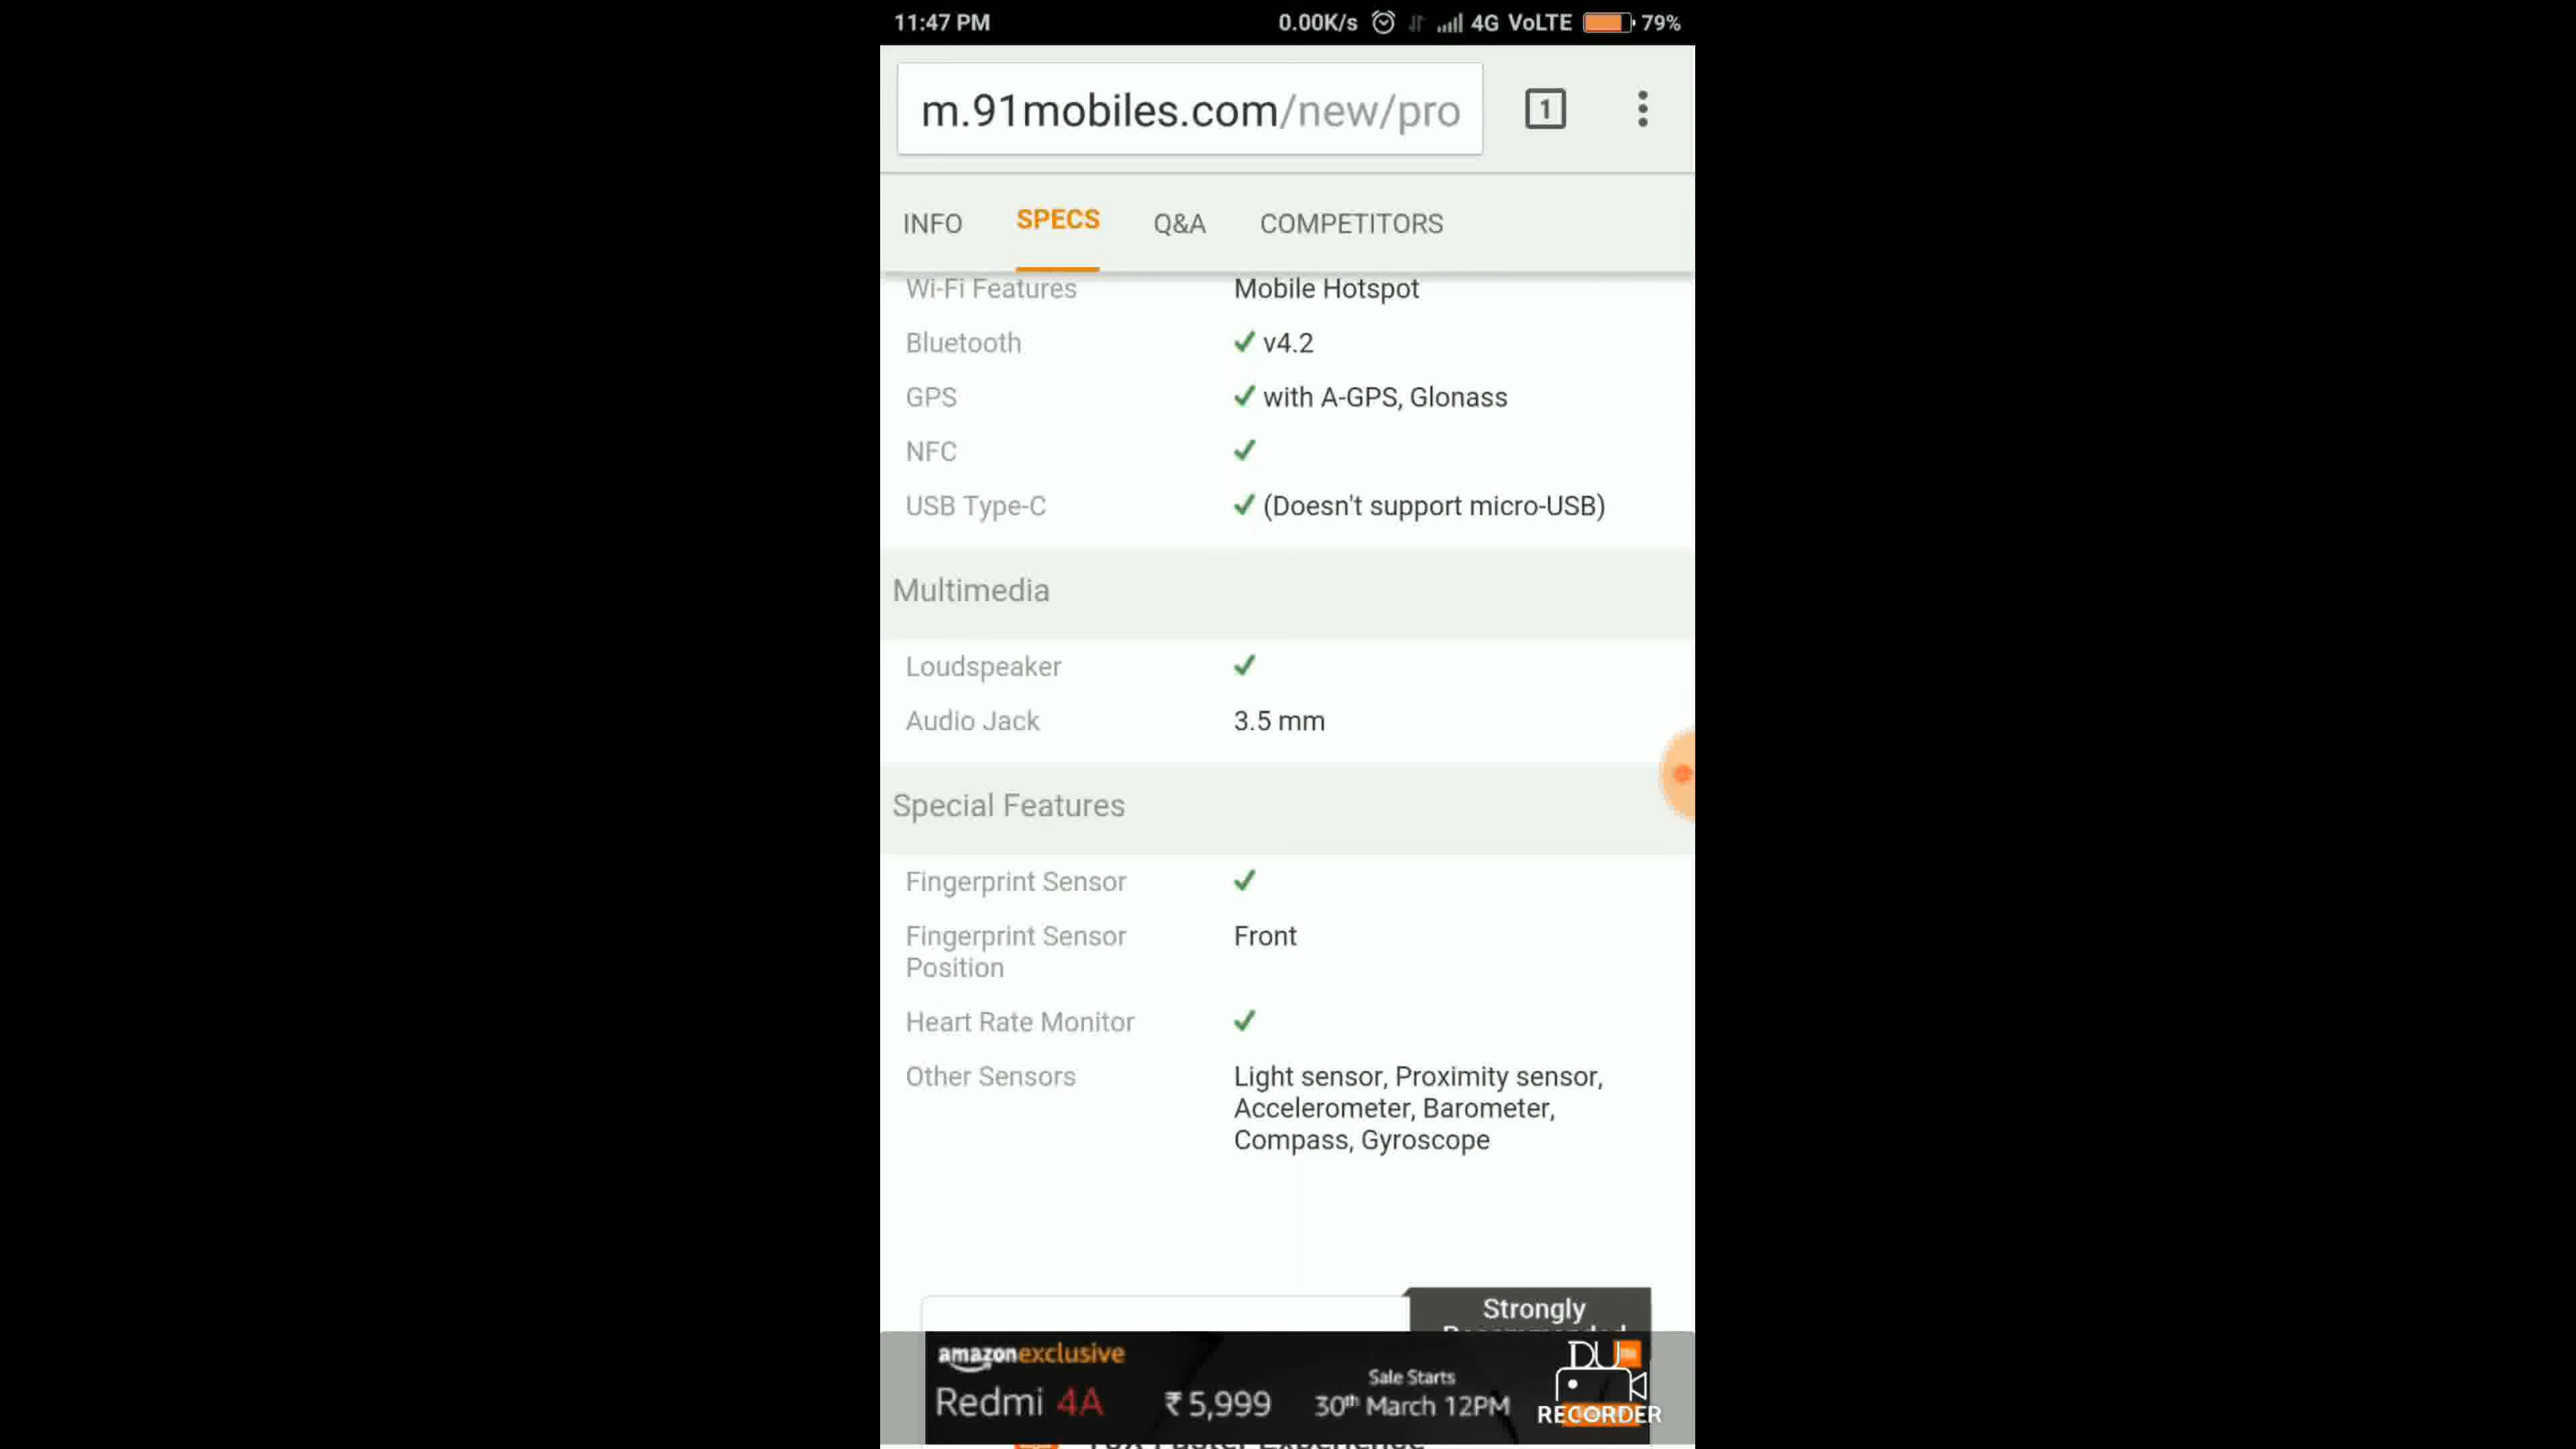 11:47 PM 0.00K/s 4G VoLTE 79%
m.91mobiles.com/new/pro 1
INFO SPECS Q&A COMPETITORS
Wi-Fi Features Mobile Hotspot
Bluetooth ✔ v4.2
GPS ✔ with A-GPS, Glonass
NFC ✔
USB Type-C ✔ (Doesn't support micro-USB)
Multimedia
Loudspeaker ✔
Audio Jack 3.5 mm
Special Features
Fingerprint Sensor ✔
Fingerprint Sensor Front
Position
Heart Rate Monitor ✔
Other Sensors Light sensor, Proximity sensor,
Accelerometer, Barometer,
Compass, Gyroscope
Strongly
amazonexclusive
Redmi 4A ₹5,999 Sale Starts
30th March 12PM
DU
RECORDER